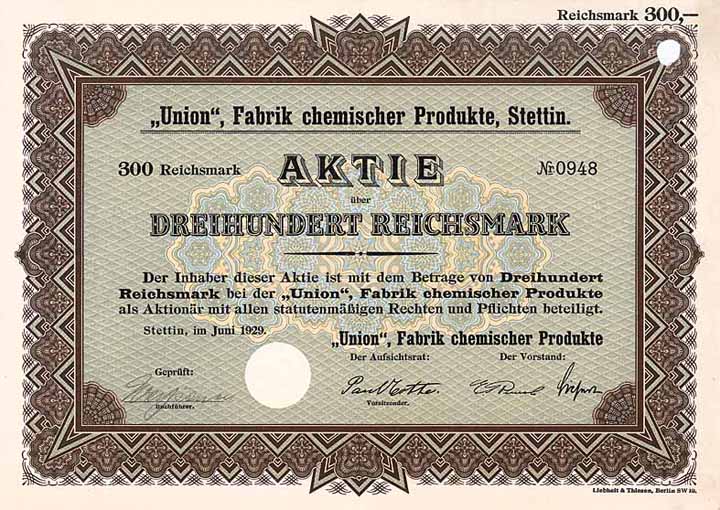 Reichsmark 300,—
„Union“, Fabrik chemischer Produkte, Stettin.
300 Reichsmark AKTIE № 0948
über
DREIHUNDERT REICHSMARK
Der Inhaber dieser Aktie ist mit dem Betrage von Dreihundert
Reichsmark bei der „Union“, Fabrik chemischer Produkte
als Aktionär mit allen statutenmäßigen Rechten und Pflichten beteiligt.
Stettin, im Juni 1929.
„Union“, Fabrik chemischer Produkte
Geprüft: Der Aufsichtsrat: Der Vorstand:
Buchführer. Vorsitzender.
Liebheit & Thiesen, Berlin SW 19.